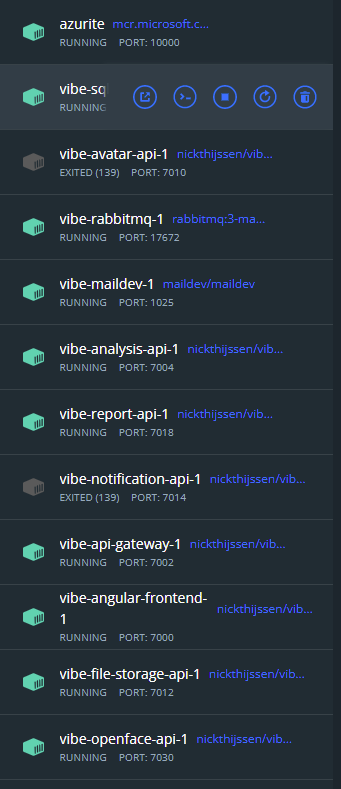 azurite mcr.microsoft.c...
RUNNING PORT: 10000
vibe-sq
RUNNING
vibe-avatar-api-1 nickthijssen/vib...
EXITED (139) PORT: 7010
vibe-rabbitmq-1 rabbitmq:3-ma...
RUNNING PORT: 17672
vibe-maildev-1 maildev/maildev
RUNNING PORT: 1025
vibe-analysis-api-1 nickthijssen/vib...
RUNNING PORT: 7004
vibe-report-api-1 nickthijssen/vib...
RUNNING PORT: 7018
vibe-notification-api-1 nickthijssen/vib...
EXITED (139) PORT: 7014
vibe-api-gateway-1 nickthijssen/vib...
RUNNING PORT: 7002
vibe-angular-frontend-
1 nickthijssen/vib...
RUNNING PORT: 7000
vibe-file-storage-api-1 nickthijssen/vib...
RUNNING PORT: 7012
vibe-openface-api-1 nickthijssen/vib...
RUNNING PORT: 7030